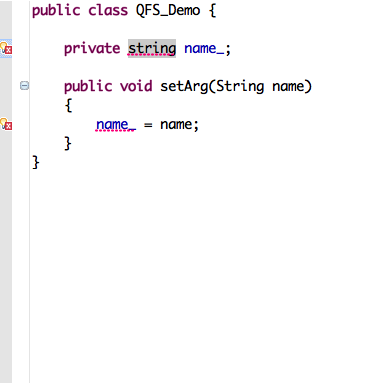 public class QFS_Demo {
private string name_;
public void setArg(String name)
{
name_ = name;
}
}